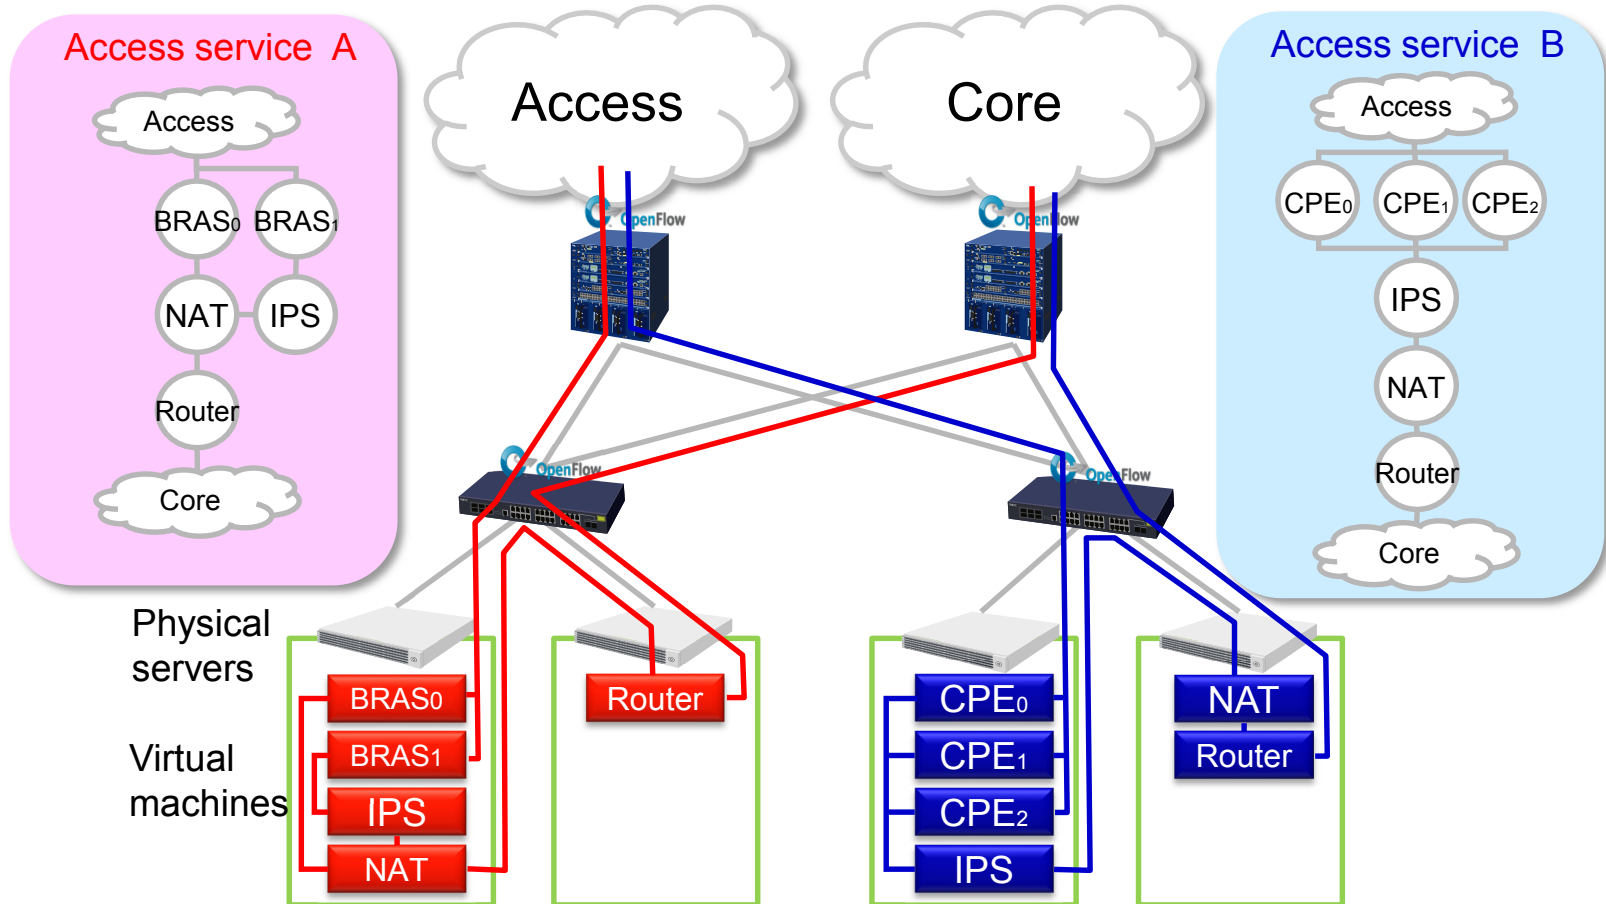 Access service A
Access
BRAS0
BRAS1
NAT
IPS
Router
Core
Access
Core
OpenFlow
OpenFlow
OpenFlow
OpenFlow
Access service B
Access
CPE0
CPE1
CPE2
IPS
NAT
Router
Core
Physical
servers
Virtual
machines
BRAS0
BRAS1
IPS
NAT
Router
CPE0
CPE1
CPE2
IPS
NAT
Router